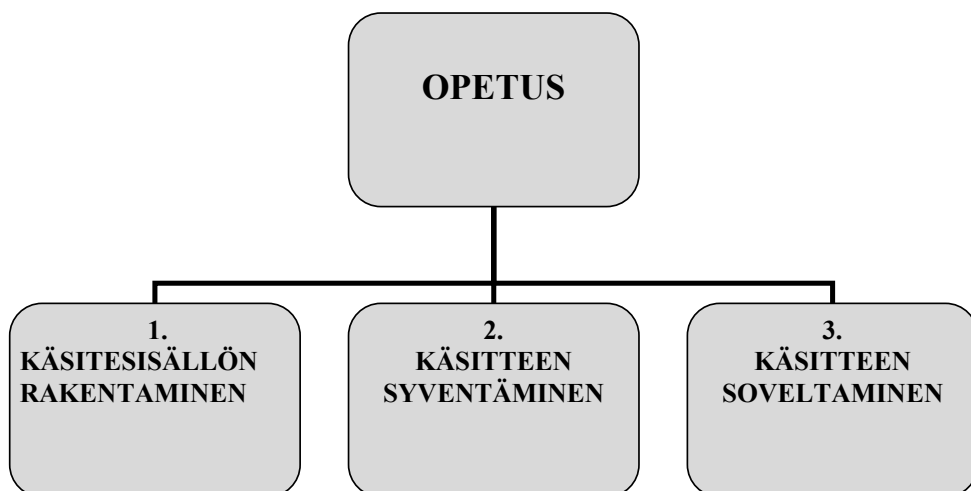 OPETUS
1.
KÄSITESISÄLLÖN
RAKENTAMINEN
2.
KÄSITTEEN
SYVENTÄMINEN
3.
KÄSITTEEN
SOVELTAMINEN